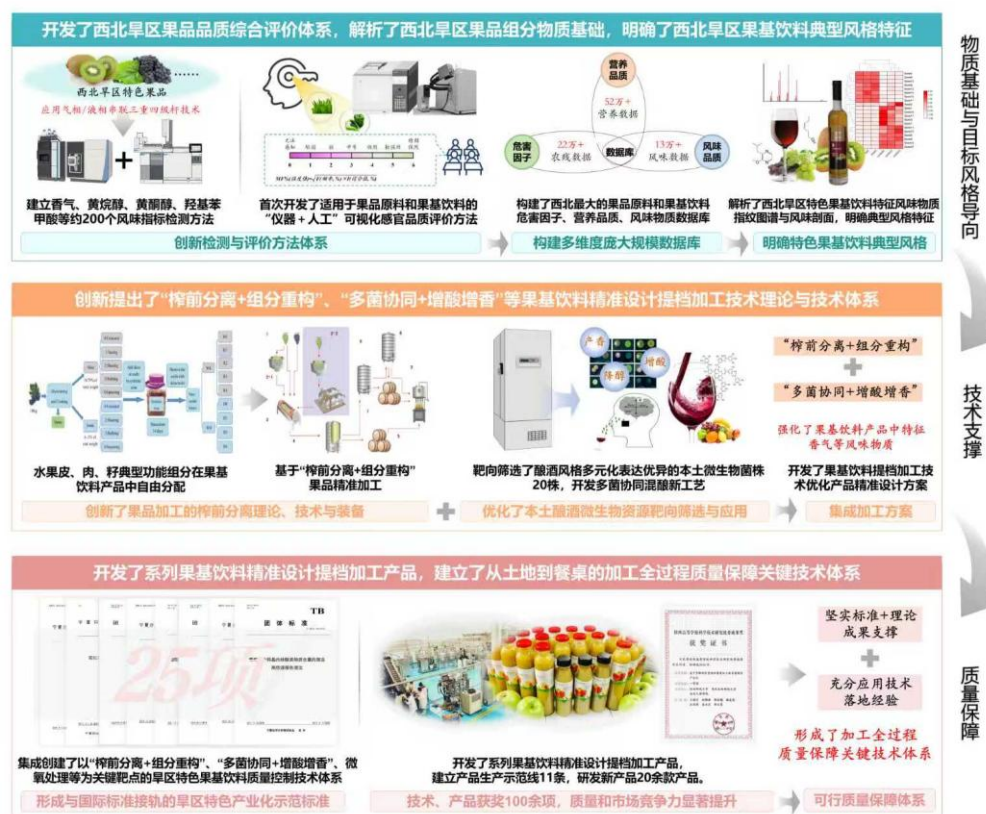 开发了西北旱区果品品质综合评价体系，解析了西北旱区果品组分物质基础，明确了西北旱区果基饮料典型风格特征
西北旱区特色果品
应用气相/液相串联三重四级杆技术
建立香气、黄烷醇、黄酮醇、羟基苯
甲酸等约200个风味指标检测方法
0 1 2 3 4 5 6
首次开发了适用于果品原料和果基饮料的
“仪器+人工”可视化感官品质评价方法
营养
品质
52万+
营养数据
危害
因子
22万+
农残数据
数据库
13万+
风味数据
风味
品质
构建了西北最大的果品原料和果基饮料
危害因子、营养品质、风味物质数据库
解析了西北旱区特色果基饮料特征风味物质
指纹图谱与风味剖面，明确典型风格特征
创新检测与评价方法体系
构建多维度庞大规模数据库
明确特色果基饮料典型风格
物质基础与目标风格导向
创新提出了“榨前分离+组分重构”、“多菌协同+增酸增香”等果基饮料精准设计提档加工技术理论与技术体系
水果皮、肉、籽典型功能组分在果基
饮料产品中自由分配
基于“榨前分离+组分重构”
果品精准加工
产香
增酸
降醇
靶向筛选了酿酒风格多元化表达优异的本土微生物菌株
20株，开发多菌协同混酿新工艺
“榨前分离+组分重构”
“多菌协同+增酸增香”
强化了果基饮料产品中特征
香气等风味物质
开发了果基饮料提档加工技
术优化产品精准设计方案
创新了果品加工的榨前分离理论、技术与装备
优化了本土酿酒微生物资源靶向筛选与应用
集成加工方案
技术支撑
开发了系列果基饮料精准设计提档加工产品，建立了从土地到餐桌的加工全过程质量保障关键技术体系
TB
团体标准
25项
集成创建了以“榨前分离+组分重构”、“多菌协同+增酸增香”、微
氧处理等为关键靶点的旱区特色果基饮料质量控制技术体系
获奖证书
开发了系列果基饮料精准设计提档加工产品，
建立产品生产示范线11条，研发新产品20余款产品。
坚实标准+理论
成果支撑
充分应用技术
落地经验
形成了加工全过程
质量保障关键技术体系
形成与国际标准接轨的旱区特色产业化示范标准
技术、产品获奖100余项，质量和市场竞争力显著提升
可行质量保障体系
质量保障